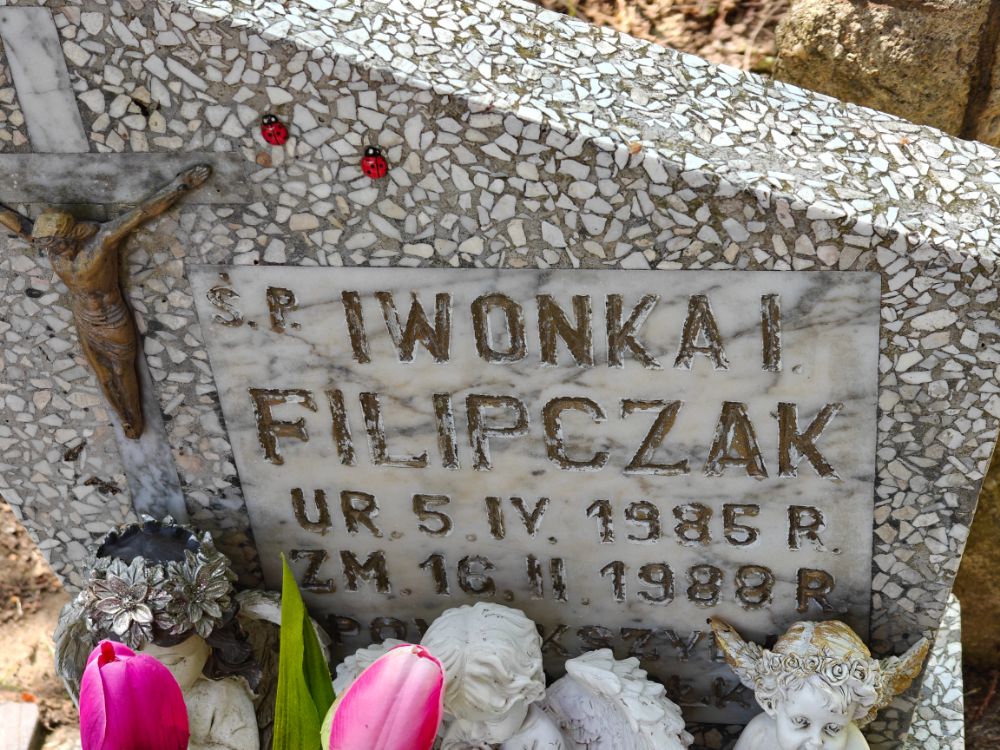 Ś.P. IWONKA I.
FILIPCZAK
UR. 5. IV. 1985 R.
ZM. 16. II. 1988 R.